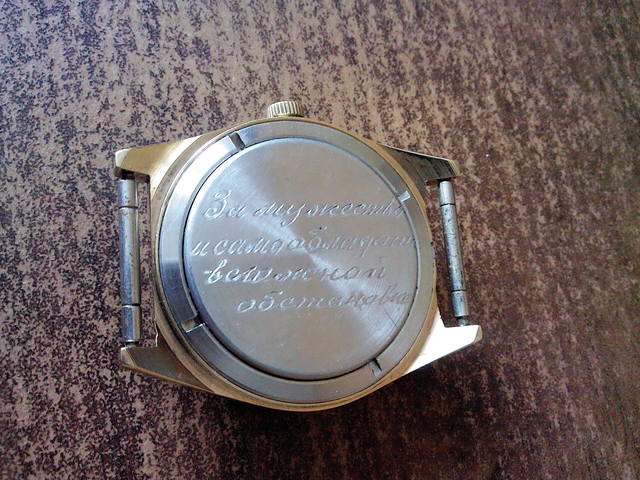 За мужество
и самообладание
в сложной
обстановке